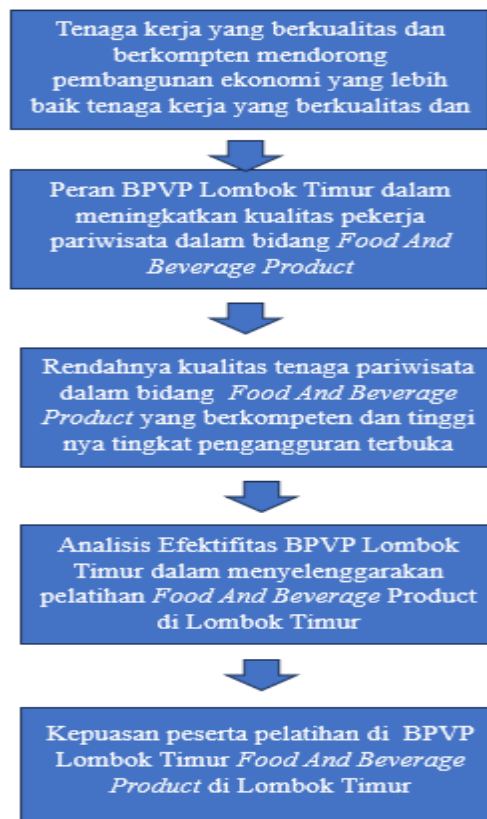 Tenaga kerja yang berkualitas dan
berkompten mendorong
pembangunan ekonomi yang lebih
baik tenaga kerja yang berkualitas dan
Peran BPVP Lombok Timur dalam
meningkatkan kualitas pekerja
pariwisata dalam bidang Food And
Beverage Product
Rendahnya kualitas tenaga pariwisata
dalam bidang Food And Beverage
Product yang berkompeten dan tinggi
nya tingkat pengangguran terbuka
Analisis Efektifitas BPVP Lombok
Timur dalam menyelenggarakan
pelatihan Food And Beverage Product
di Lombok Timur
Kepuasan peserta pelatihan di BPVP
Lombok Timur Food And Beverage
Product di Lombok Timur